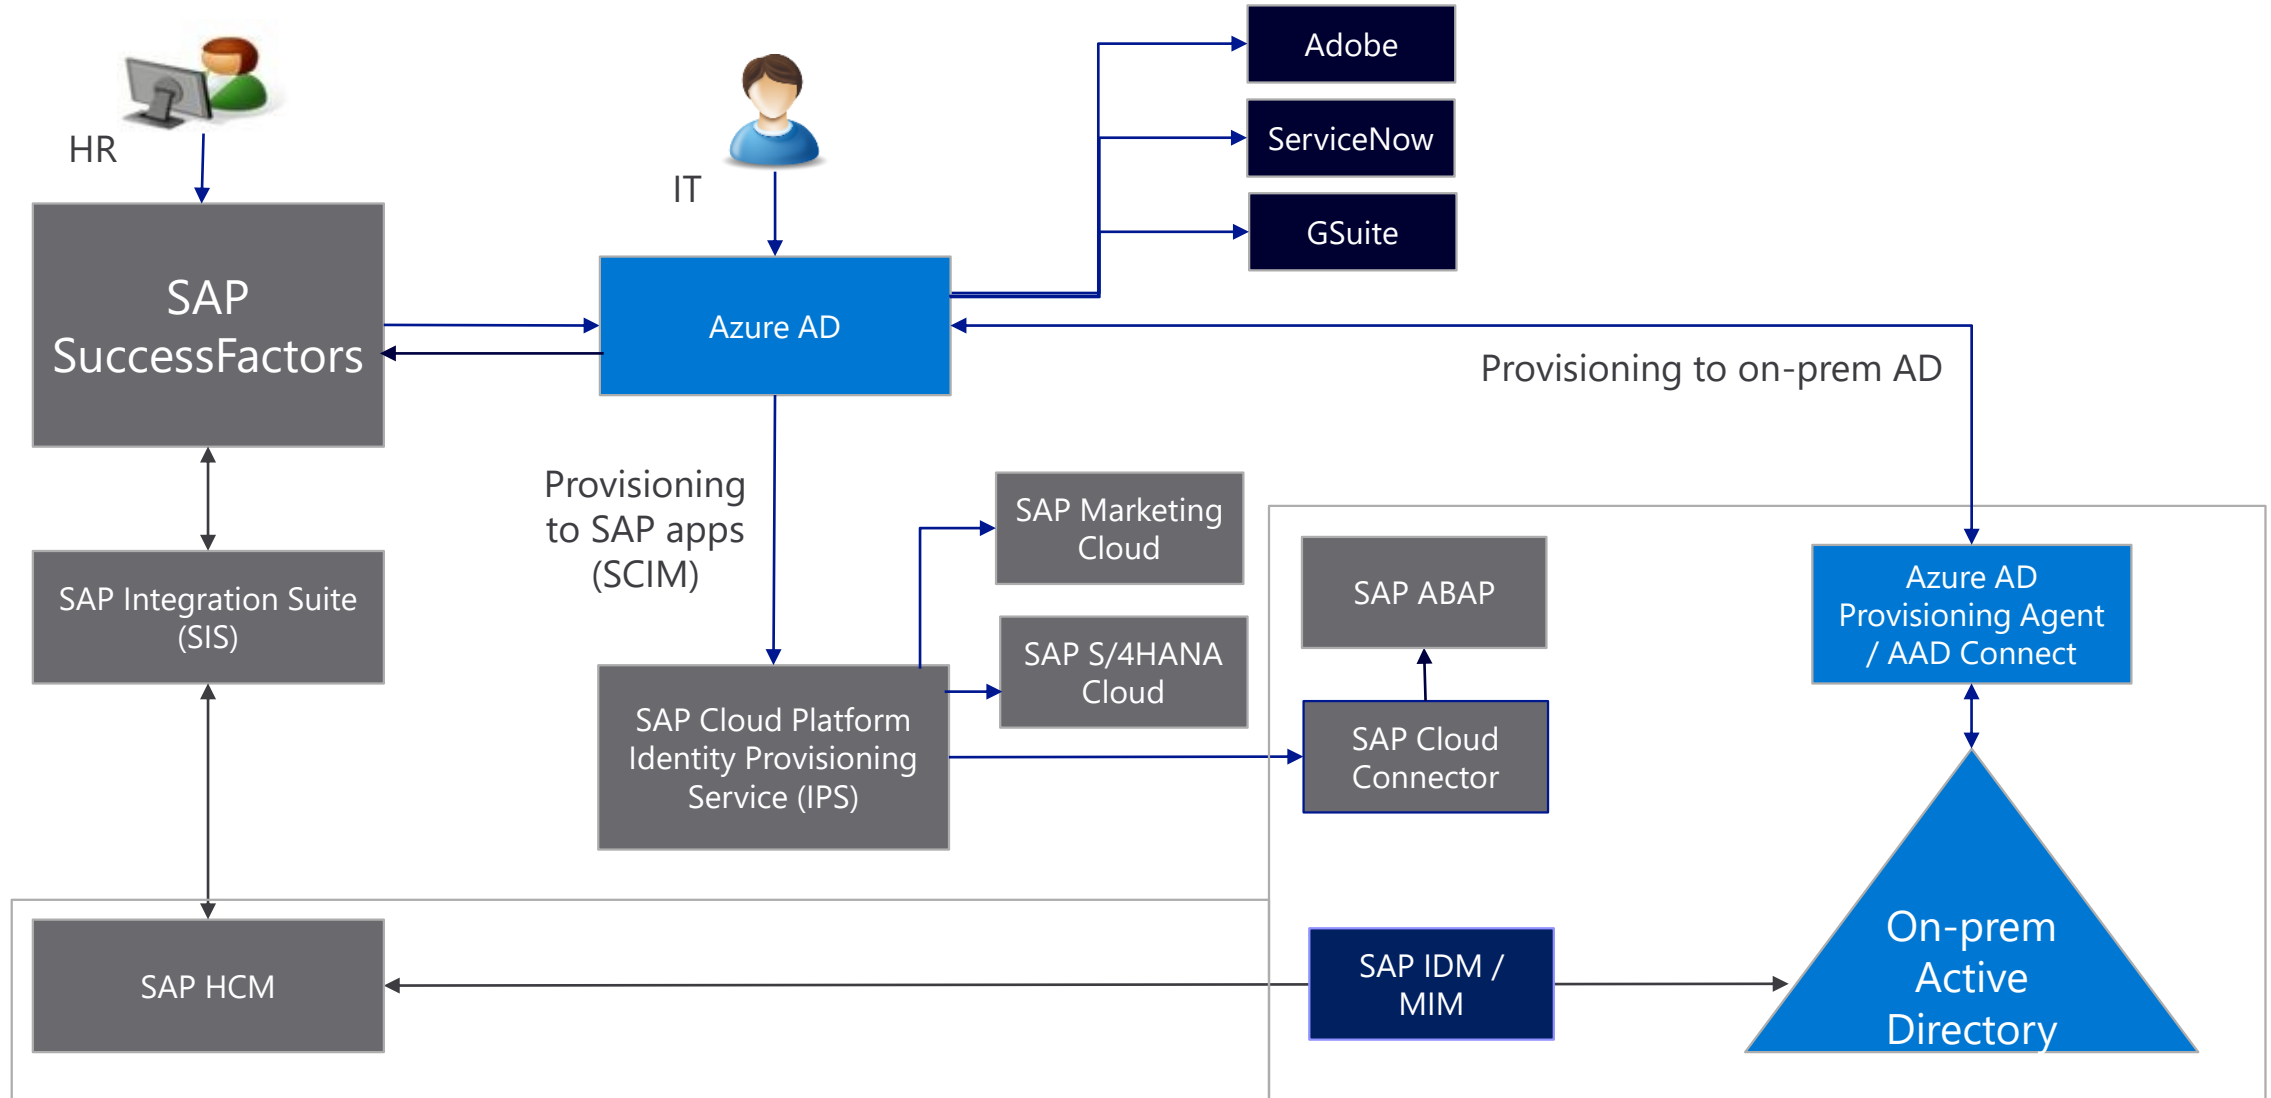 Adobe
ServiceNow
GSuite
HR
IT
SAP
SuccessFactors
Azure AD
Provisioning to on-prem AD
Provisioning
to SAP apps
(SCIM)
SAP Marketing
Cloud
SAP S/4HANA
Cloud
SAP ABAP
Azure AD
Provisioning Agent
/ AAD Connect
SAP Integration Suite
(SIS)
SAP Cloud Platform
Identity Provisioning
Service (IPS)
SAP Cloud
Connector
SAP HCM
SAP IDM /
MIM
On-prem
Active
Directory